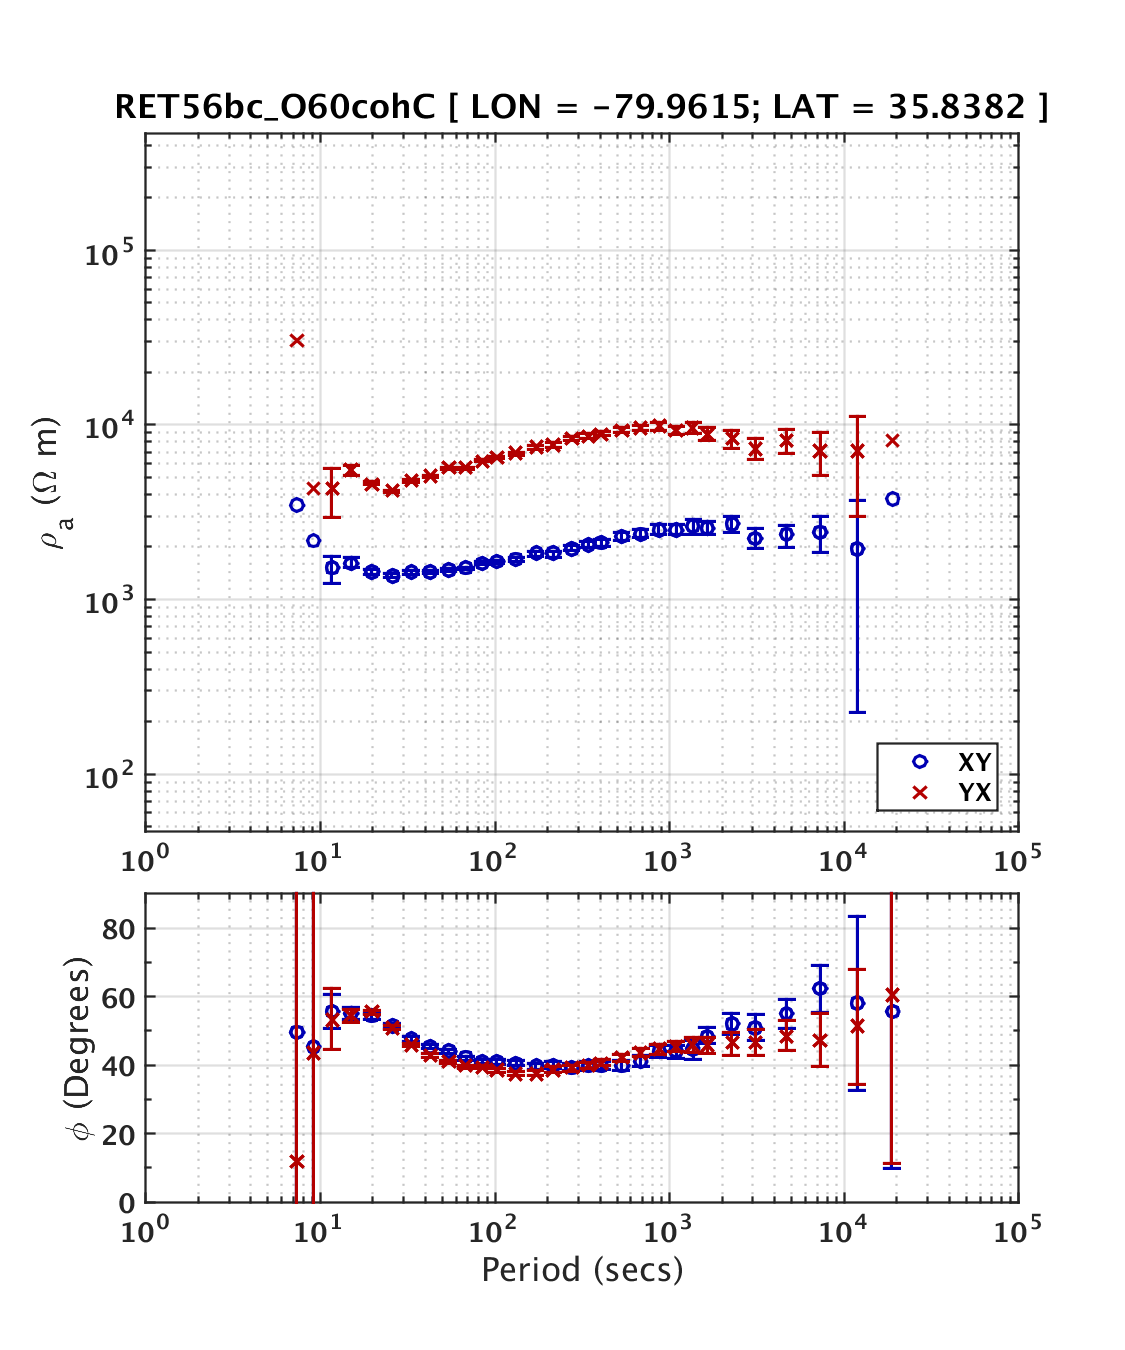 RET56bc_O60cohC [ LON = −79.9615; LAT = 35.8382 ]
10^5
10^4
10^3
10^2
ρa (Ω m)
XY
YX
10^0 10^1 10^2 10^3 10^4 10^5
80
60
40
20
0
ϕ (Degrees)
10^0 10^1 10^2 10^3 10^4 10^5
Period (secs)